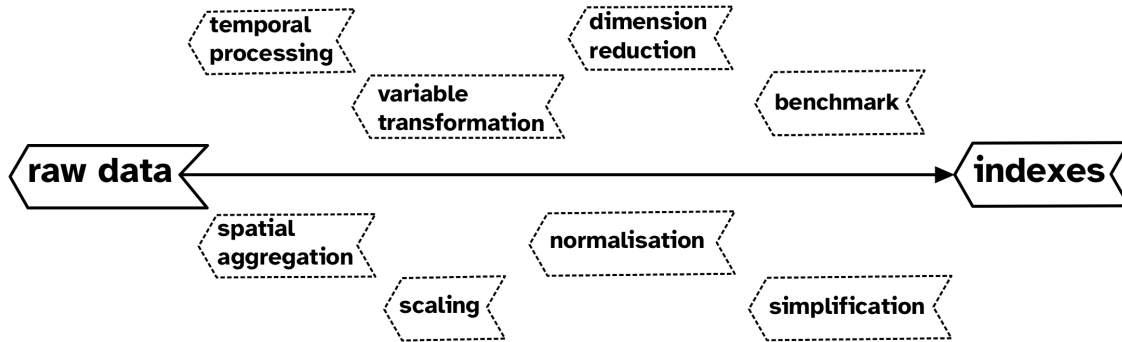 temporal
processing
dimension
reduction
variable
transformation
benchmark
raw data
indexes
spatial
aggregation
normalisation
scaling
simplification